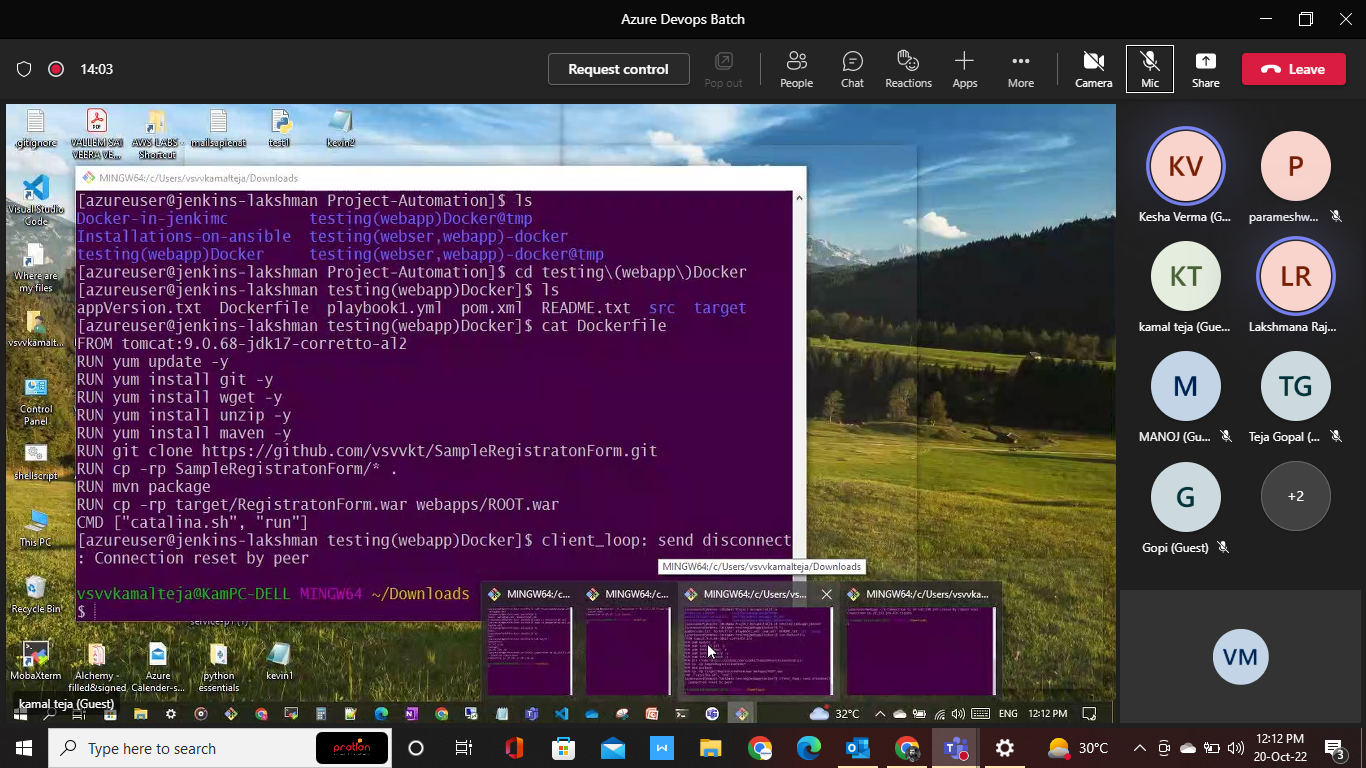 Azure Devops Batch
14:03
Request control
Pop out
People
Chat
Reactions
Apps
More
Camera
Mic
Share
Leave
.gitignore
VALLEM SAI VEERA VE...
AWS LABS - Shortcut
mailsapienat
test1
kevin2
Visual Studio Code
Where are my files
vsvvkamalt...
Control Panel
shellscript
This PC
Recycle Bin
MobaXterm
alchemy - filled&signed
Azure Calender-s...
python essentials
kevin1
MINGW64:/c/Users/vsvvkamalteja/Downloads
[azureuser@jenkins-lakshman Project-Automation]$ ls
Docker-in-jenkimc testing(webapp)Docker@tmp
Installations-on-ansible testing(webser,webapp)-docker
testing(webapp)Docker testing(webser,webapp)-docker@tmp
[azureuser@jenkins-lakshman Project-Automation]$ cd testing\(webapp\)Docker
[azureuser@jenkins-lakshman testing(webapp)Docker]$ ls
appVersion.txt Dockerfile playbook1.yml pom.xml README.txt src target
[azureuser@jenkins-lakshman testing(webapp)Docker]$ cat Dockerfile
FROM tomcat:9.0.68-jdk17-corretto-al2
RUN yum update -y
RUN yum install git -y
RUN yum install wget -y
RUN yum install unzip -y
RUN yum install maven -y
RUN git clone https://github.com/vsvvkt/SampleRegistratonForm.git
RUN cp -rp SampleRegistratonForm/* .
RUN mvn package
RUN cp -rp target/RegistratonForm.war webapps/ROOT.war
CMD ["catalina.sh", "run"]
[azureuser@jenkins-lakshman testing(webapp)Docker]$ client_loop: send disconnect
: Connection reset by peer
vsvvkamalteja@KamPC-DELL MINGW64 ~/Downloads
$
MINGW64:/c/Users/vsvvkamalteja/Downloads
MINGW64:/c...
MINGW64:/c...
MINGW64:/c/Users/vs...
MINGW64:/c/Users/vsvvka...
kamal teja (Guest)
32°C
ENG
12:12 PM
KV
Kesha Verma (G...
P
parameshw...
KT
kamal teja (Gue...
LR
Lakshmana Raj...
M
MANOJ (Gu...
TG
Teja Gopal (...
G
Gopi (Guest)
+2
VM
Type here to search
30°C
12:12 PM
20-Oct-22
3